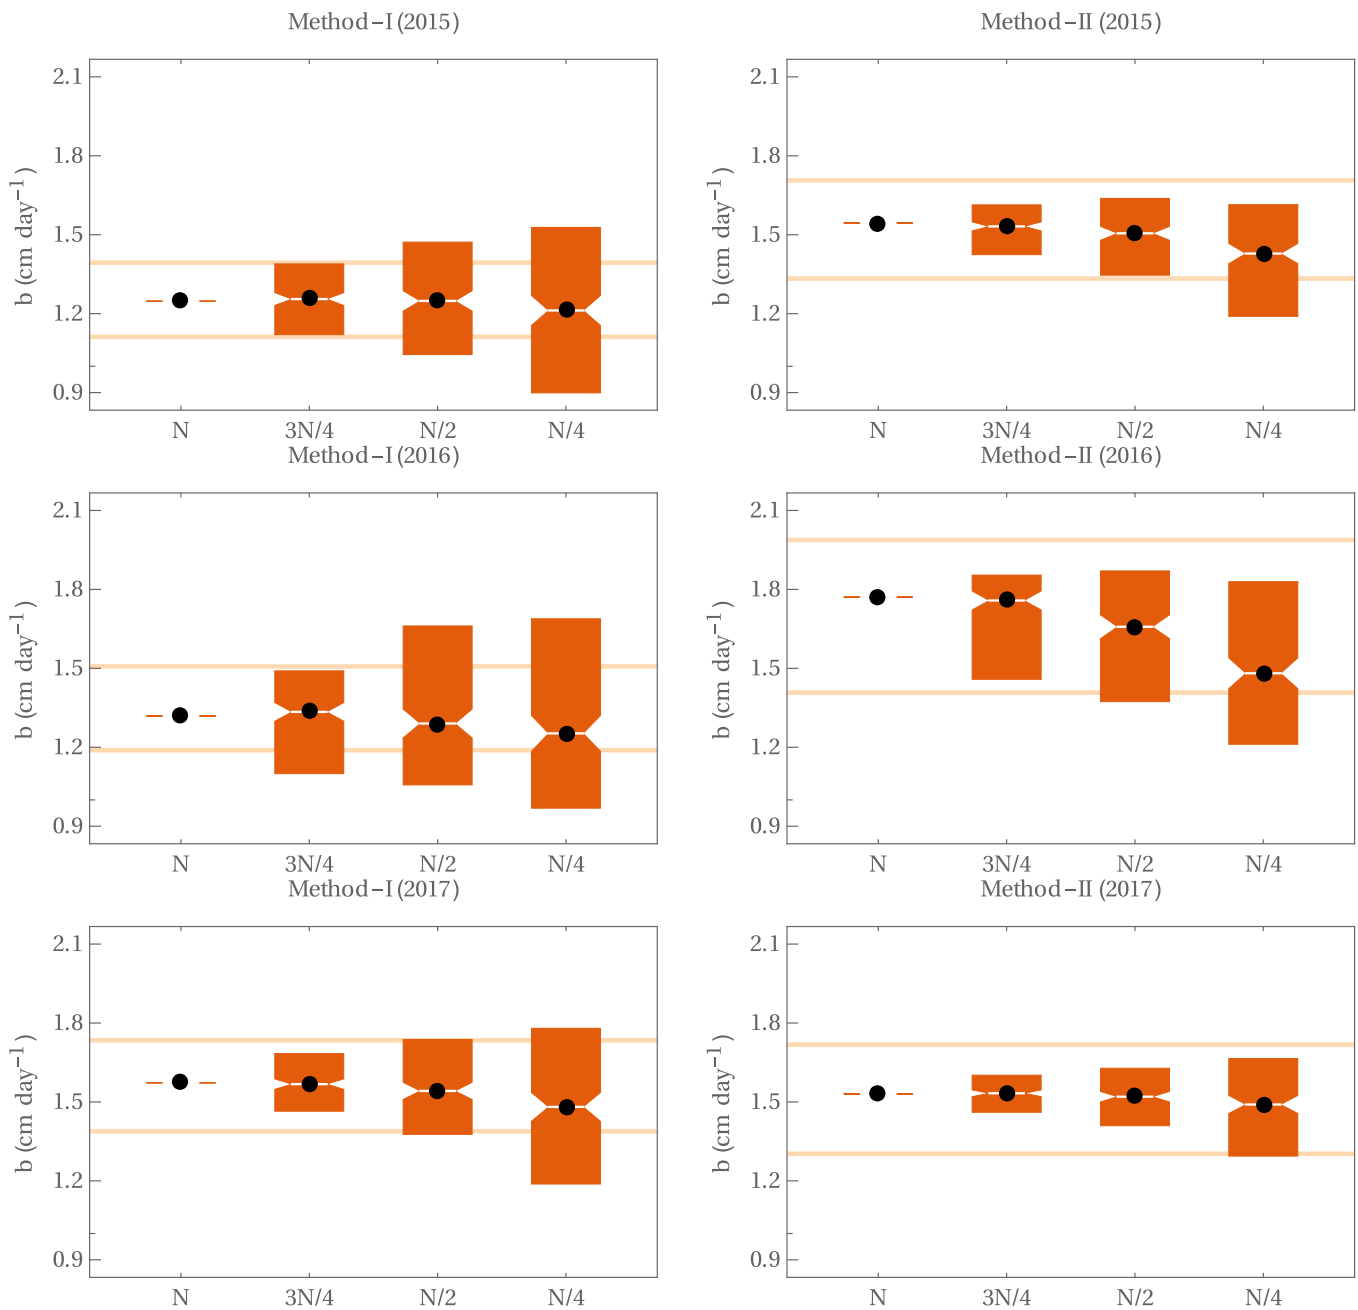 Method–I (2015)
2.1
1.8
1.5
1.2
0.9
b (cm day⁻¹)
N 3N/4 N/2 N/4
Method–II (2015)
2.1
1.8
1.5
1.2
0.9
b (cm day⁻¹)
N 3N/4 N/2 N/4
Method–I (2016)
2.1
1.8
1.5
1.2
0.9
b (cm day⁻¹)
N 3N/4 N/2 N/4
Method–II (2016)
2.1
1.8
1.5
1.2
0.9
b (cm day⁻¹)
N 3N/4 N/2 N/4
Method–I (2017)
2.1
1.8
1.5
1.2
0.9
b (cm day⁻¹)
N 3N/4 N/2 N/4
Method–II (2017)
2.1
1.8
1.5
1.2
0.9
b (cm day⁻¹)
N 3N/4 N/2 N/4